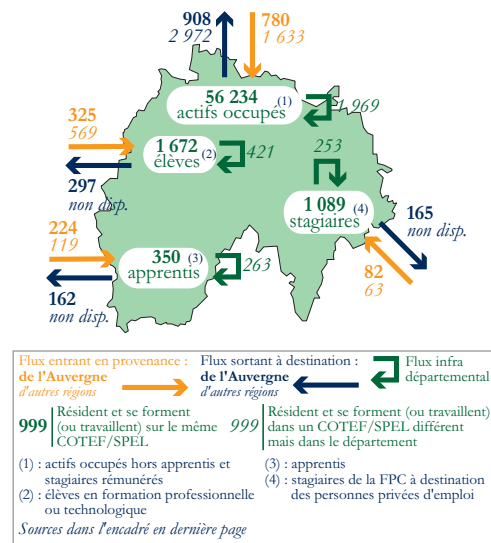 908
2 972
780
1 633
56 234
actifs occupés (1)
1 969
325
569
1 672
élèves (2)
421
253
297
non disp.
1 089
stagiaires (4)
165
non disp.
224
119
350 (3)
apprentis
263
82
63
162
non disp.
Flux entrant en provenance :
de l'Auvergne
d'autres régions
Flux sortant à destination :
de l'Auvergne
d'autres régions
Flux infra
départemental
999
Résident et se forment
(ou travaillent) sur le même
COTEF/SPEL
999
Résident et se forment (ou travaillent)
dans un COTEF/SPEL différent
mais dans le département
(1) : actifs occupés hors apprentis et
stagiaires rémunérés
(2) : élèves en formation professionnelle
ou technologique
(3) : apprentis
(4) : stagiaires de la FPC à destination
des personnes privées d'emploi
Sources dans l'encadré en dernière page